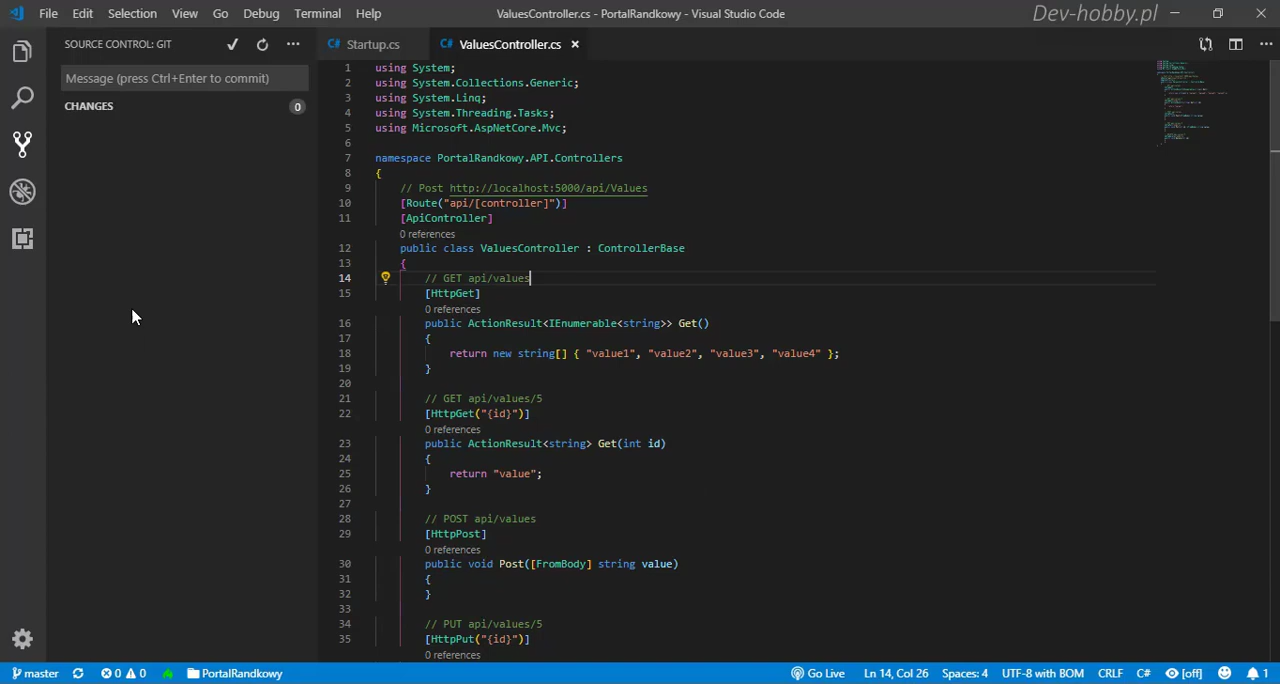 File Edit Selection View Go Debug Terminal Help
ValuesController.cs - PortalRandkowy - Visual Studio Code
Dev-hobby.pl
SOURCE CONTROL: GIT
Startup.cs
ValuesController.cs
Message (press Ctrl+Enter to commit)
CHANGES 0
1 using System;
2 using System.Collections.Generic;
3 using System.Linq;
4 using System.Threading.Tasks;
5 using Microsoft.AspNetCore.Mvc;
6
7 namespace PortalRandkowy.API.Controllers
8 {
9 // Post http://localhost:5000/api/Values
10 [Route("api/[controller]")]
11 [ApiController]
0 references
12 public class ValuesController : ControllerBase
13 {
14 // GET api/values
15 [HttpGet]
0 references
16 public ActionResult<IEnumerable<string>> Get()
17 {
18 return new string[] { "value1", "value2", "value3", "value4" };
19 }
20
21 // GET api/values/5
22 [HttpGet("{id}")]
0 references
23 public ActionResult<string> Get(int id)
24 {
25 return "value";
26 }
27
28 // POST api/values
29 [HttpPost]
0 references
30 public void Post([FromBody] string value)
31 {
32 }
33
34 // PUT api/values/5
35 [HttpPut("{id}")]
0 references
master 0 0 PortalRandkowy Go Live Ln 14, Col 26 Spaces: 4 UTF-8 with BOM CRLF C# [off] 1